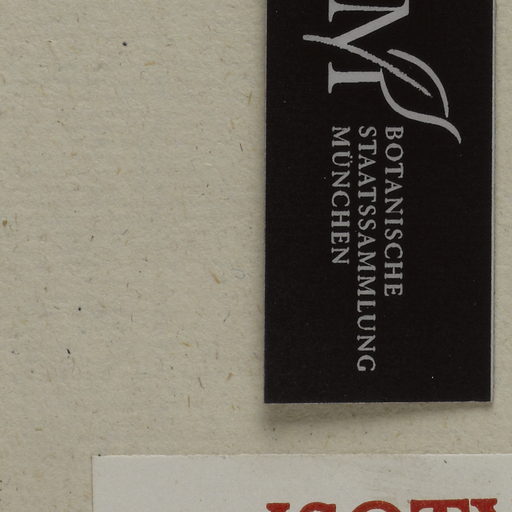 M
BOTANISCHE
STAATSSAMMLUNG
MÜNCHEN